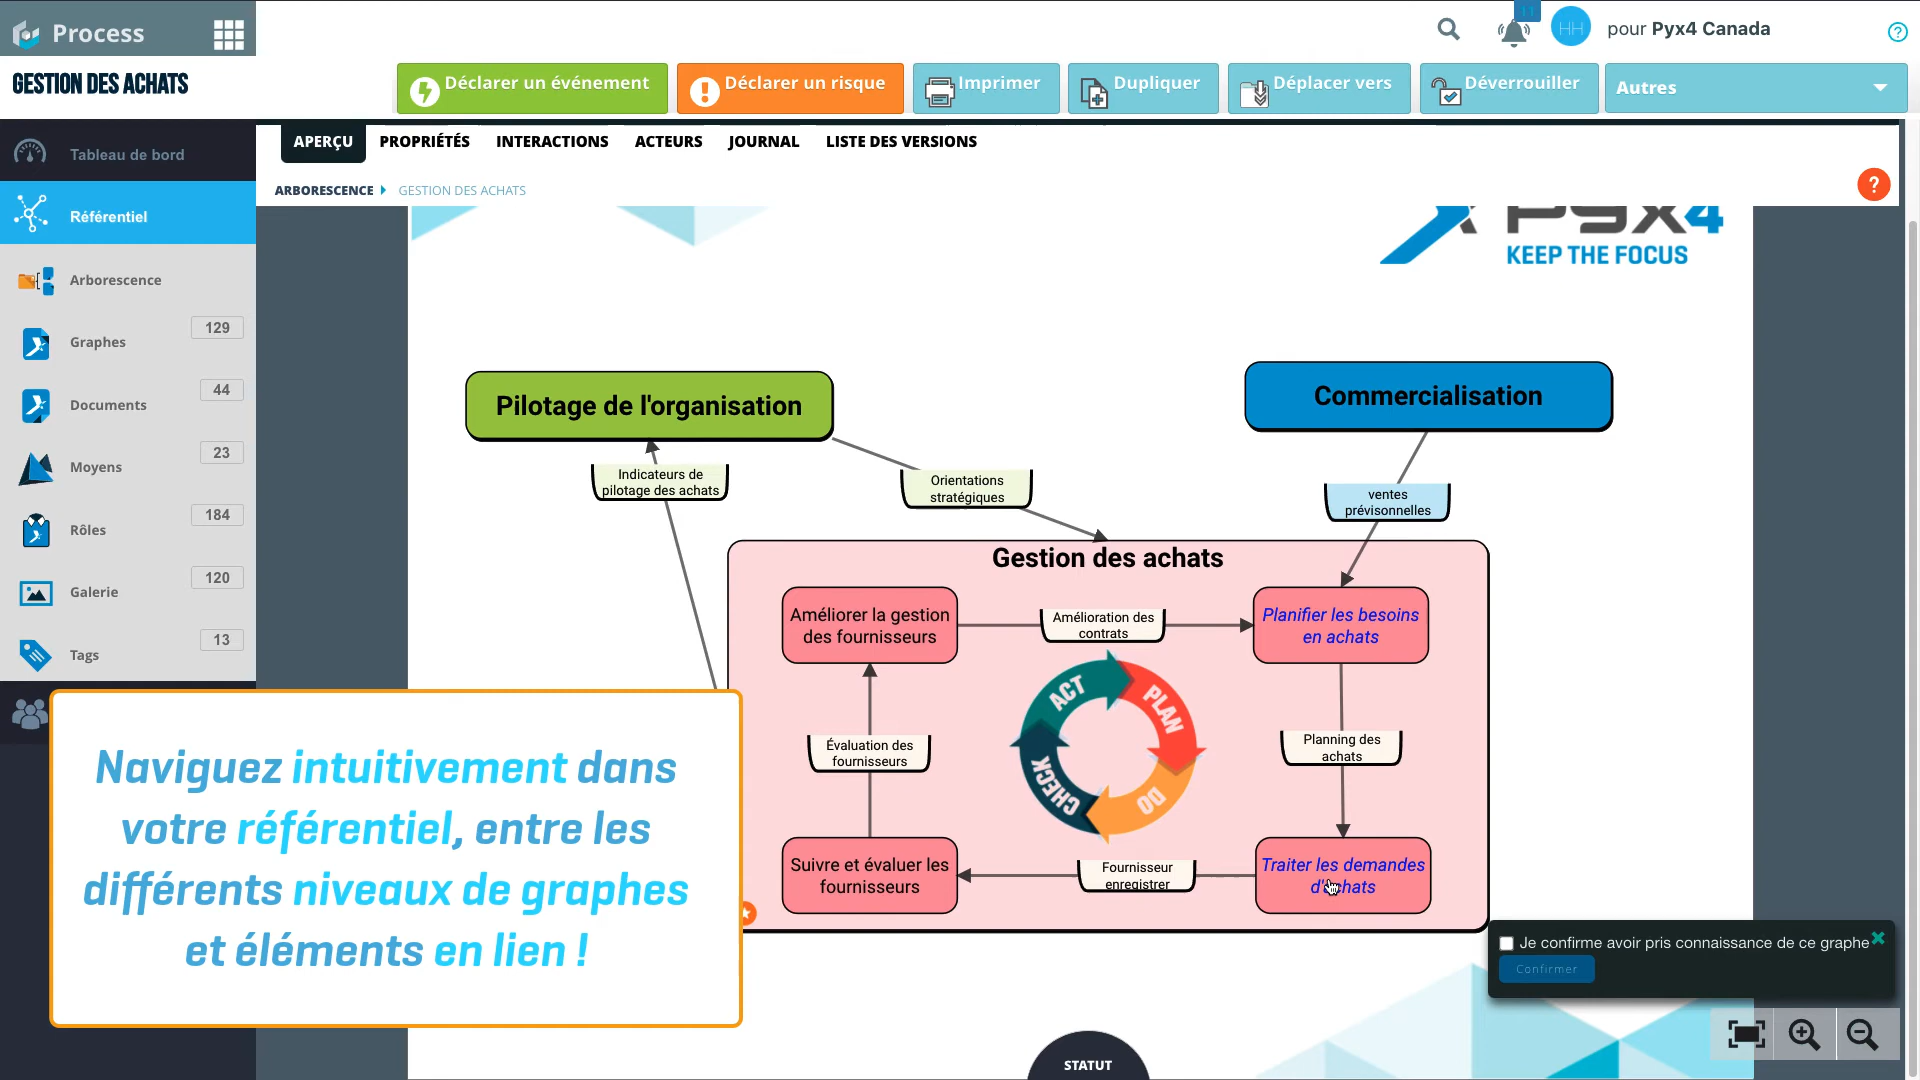 Process
11
HH
pour Pyx4 Canada
?
GESTION DES ACHATS
Déclarer un événement
Déclarer un risque
Imprimer
Dupliquer
Déplacer vers
Déverrouiller
Autres
Tableau de bord
Référentiel
Arborescence
Graphes
129
Documents
44
Moyens
23
Rôles
184
Galerie
120
Tags
13
APERÇU
PROPRIÉTÉS
INTERACTIONS
ACTEURS
JOURNAL
LISTE DES VERSIONS
ARBORESCENCE
GESTION DES ACHATS
?
PYX4
KEEP THE FOCUS
Pilotage de l'organisation
Commercialisation
Indicateurs de
pilotage des achats
Orientations
stratégiques
ventes
prévisonnelles
Gestion des achats
Améliorer la gestion
des fournisseurs
Amélioration des
contrats
Planifier les besoins
en achats
ACT
PLAN
DO
CHECK
Évaluation des
fournisseurs
Planning des
achats
Suivre et évaluer les
fournisseurs
Fournisseur
enregistrer
Traiter les demandes
d'achats
Naviguez intuitivement dans
votre référentiel, entre les
différents niveaux de graphes
et éléments en lien !
Je confirme avoir pris connaissance de ce graphe
Confirmer
STATUT